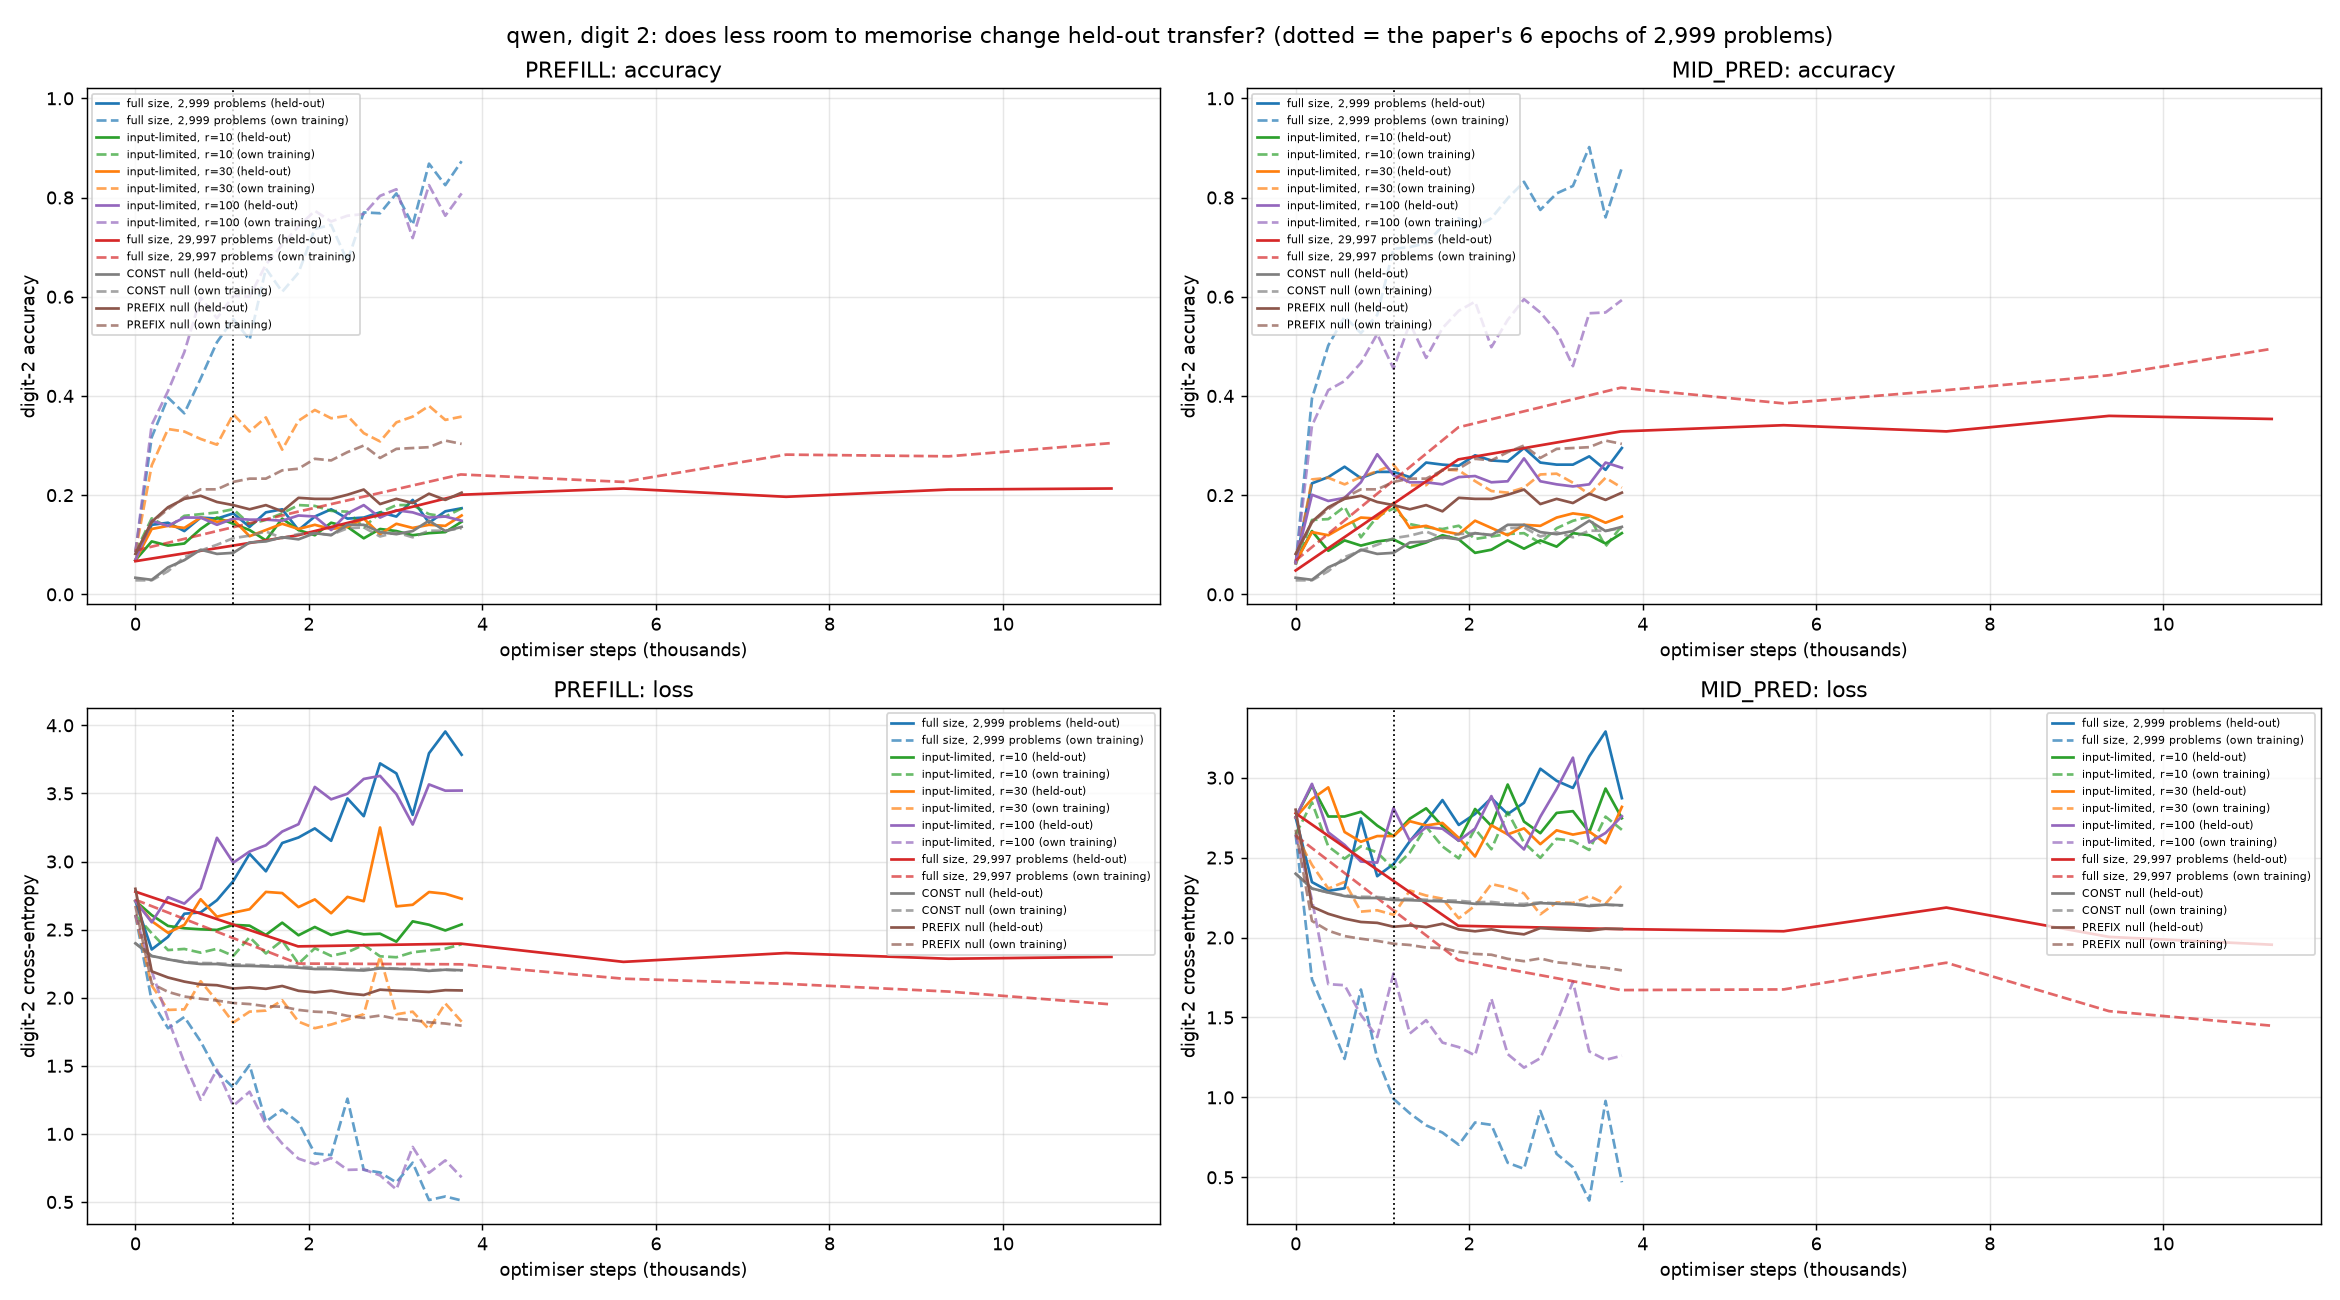 qwen, digit 2: does less room to memorise change held-out transfer? (dotted = the paper's 6 epochs of 2,999 problems)
PREFILL: accuracy
digit-2 accuracy
1.0
0.8
0.6
0.4
0.2
0.0
full size, 2,999 problems (held-out)
full size, 2,999 problems (own training)
input-limited, r=10 (held-out)
input-limited, r=10 (own training)
input-limited, r=30 (held-out)
input-limited, r=30 (own training)
input-limited, r=100 (held-out)
input-limited, r=100 (own training)
full size, 29,997 problems (held-out)
full size, 29,997 problems (own training)
CONST null (held-out)
CONST null (own training)
PREFIX null (held-out)
PREFIX null (own training)
0 2 4 6 8 10
optimiser steps (thousands)
MID_PRED: accuracy
digit-2 accuracy
1.0
0.8
0.6
0.4
0.2
0.0
full size, 2,999 problems (held-out)
full size, 2,999 problems (own training)
input-limited, r=10 (held-out)
input-limited, r=10 (own training)
input-limited, r=30 (held-out)
input-limited, r=30 (own training)
input-limited, r=100 (held-out)
input-limited, r=100 (own training)
full size, 29,997 problems (held-out)
full size, 29,997 problems (own training)
CONST null (held-out)
CONST null (own training)
PREFIX null (held-out)
PREFIX null (own training)
0 2 4 6 8 10
optimiser steps (thousands)
PREFILL: loss
digit-2 cross-entropy
4.0
3.5
3.0
2.5
2.0
1.5
1.0
0.5
full size, 2,999 problems (held-out)
full size, 2,999 problems (own training)
input-limited, r=10 (held-out)
input-limited, r=10 (own training)
input-limited, r=30 (held-out)
input-limited, r=30 (own training)
input-limited, r=100 (held-out)
input-limited, r=100 (own training)
full size, 29,997 problems (held-out)
full size, 29,997 problems (own training)
CONST null (held-out)
CONST null (own training)
PREFIX null (held-out)
PREFIX null (own training)
0 2 4 6 8 10
optimiser steps (thousands)
MID_PRED: loss
digit-2 cross-entropy
3.0
2.5
2.0
1.5
1.0
0.5
full size, 2,999 problems (held-out)
full size, 2,999 problems (own training)
input-limited, r=10 (held-out)
input-limited, r=10 (own training)
input-limited, r=30 (held-out)
input-limited, r=30 (own training)
input-limited, r=100 (held-out)
input-limited, r=100 (own training)
full size, 29,997 problems (held-out)
full size, 29,997 problems (own training)
CONST null (held-out)
CONST null (own training)
PREFIX null (held-out)
PREFIX null (own training)
0 2 4 6 8 10
optimiser steps (thousands)